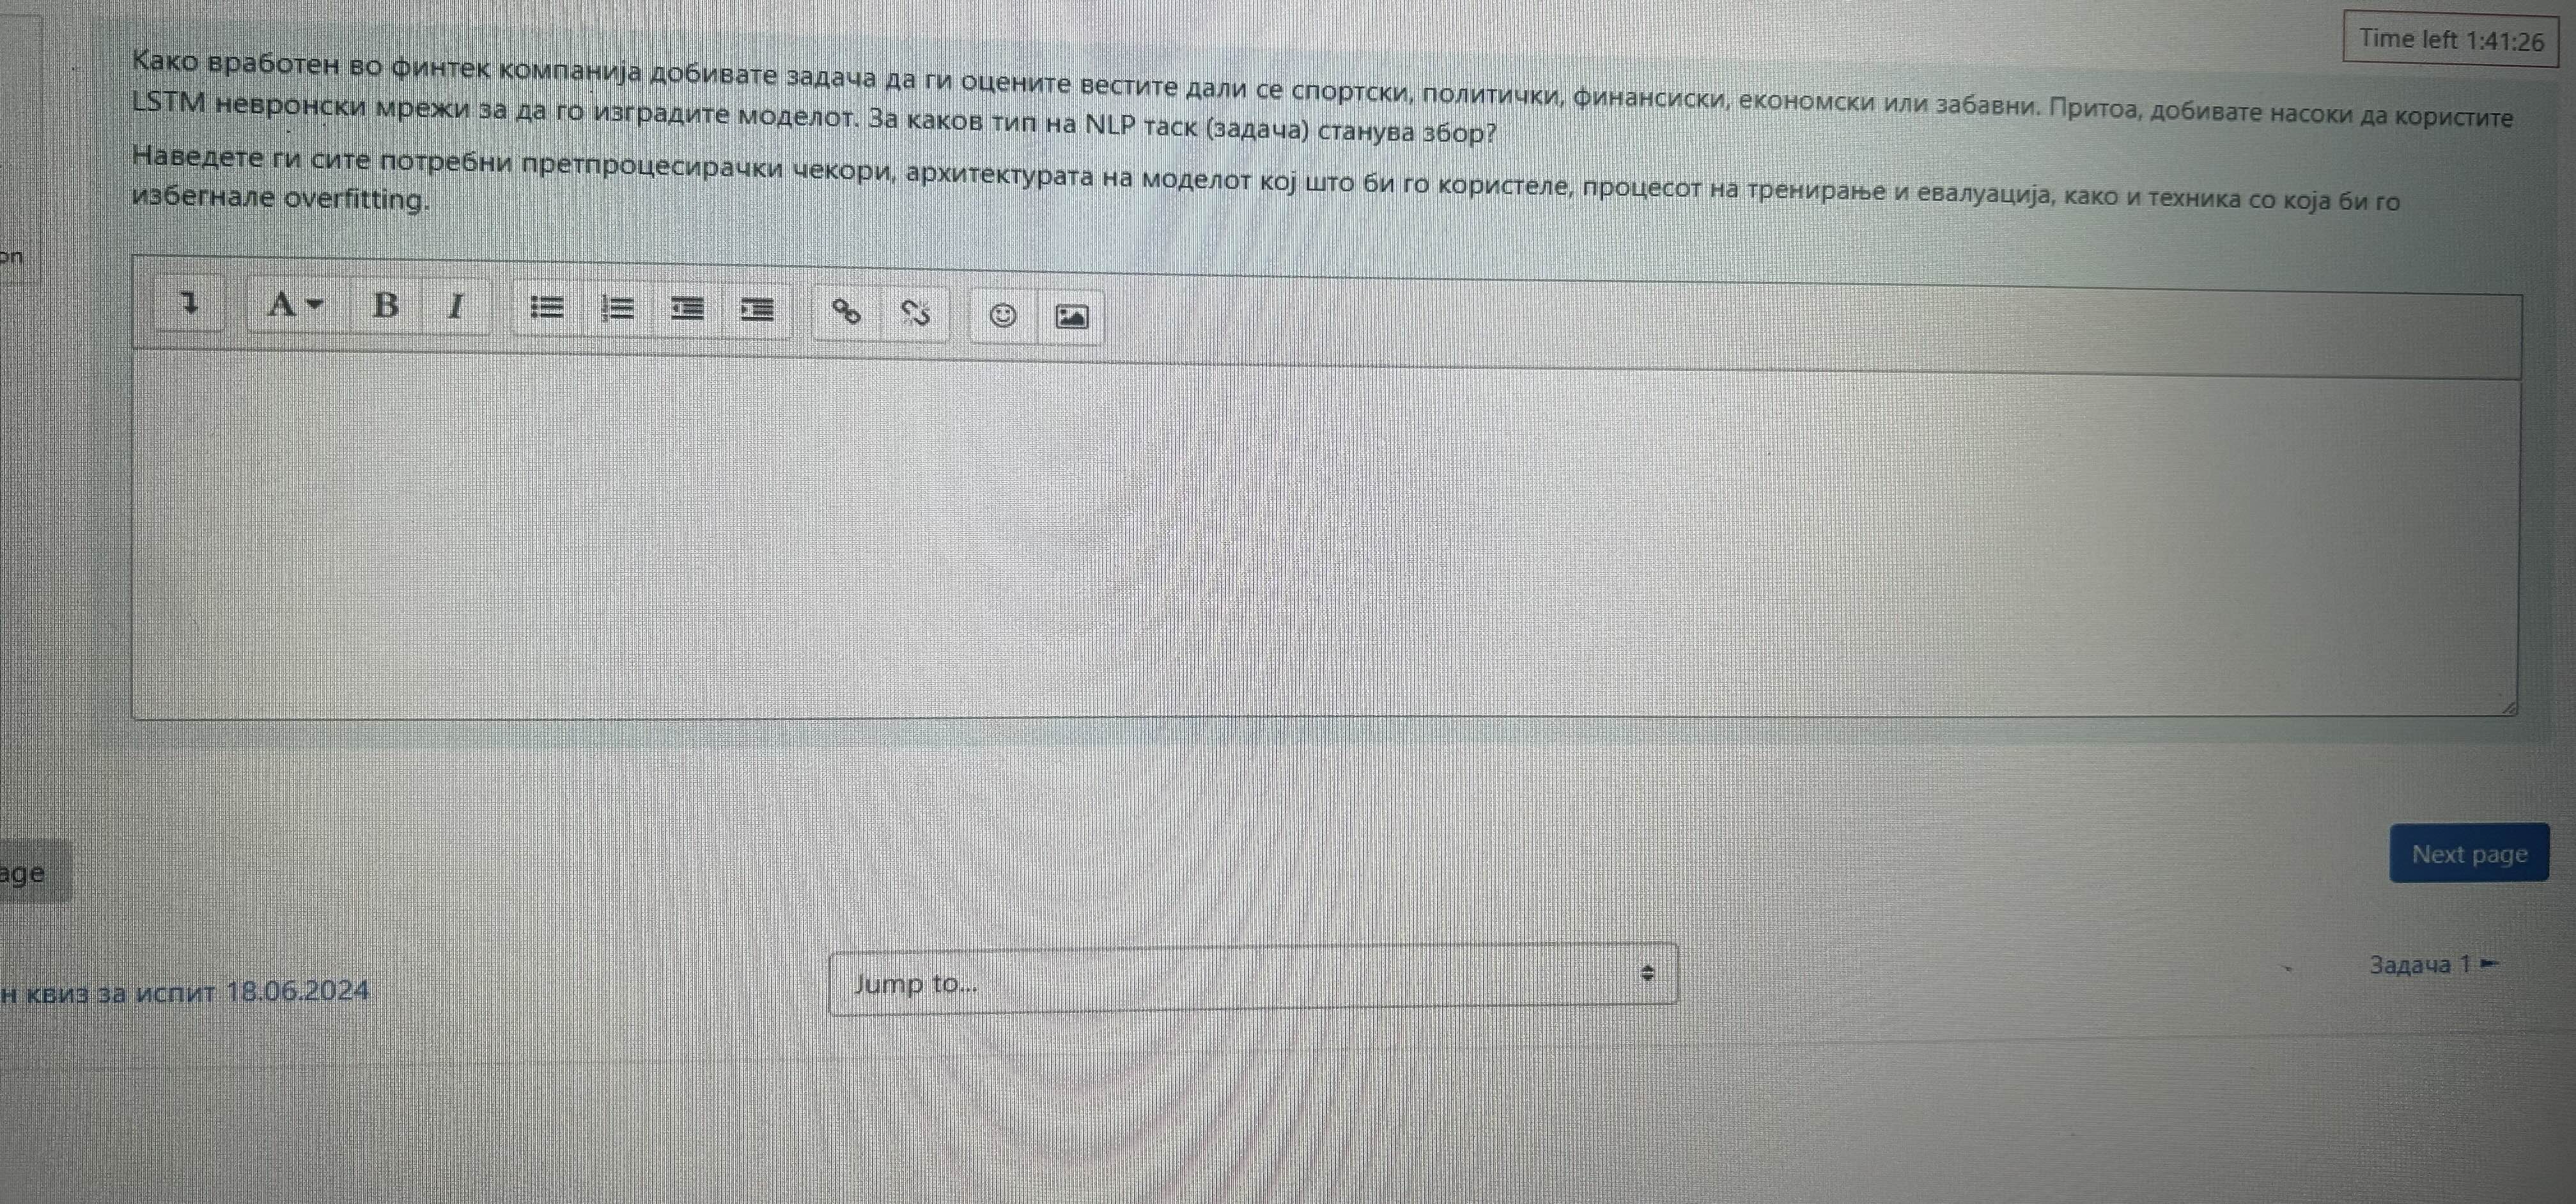 Time left 1:41:26
Како вработен во финтек компанија добивате задача да ги оцените вестите дали се спортски, политички, финансиски, економски или забавни. Притоа, добивате насоки да користите
LSTM невронски мрежи за да го изградите моделот. За каков тип на NLP таск (задача) станува збор?
Наведете ги сите потребни претпроцесирачки чекори, архитектурата на моделот кој што би го користеле, процесот на тренирање и евалуација, како и техника со која би го
избегнале overfitting.
on
A B I
age
Next page
н квиз за испит 18.06.2024
Jump to...
Задача 1